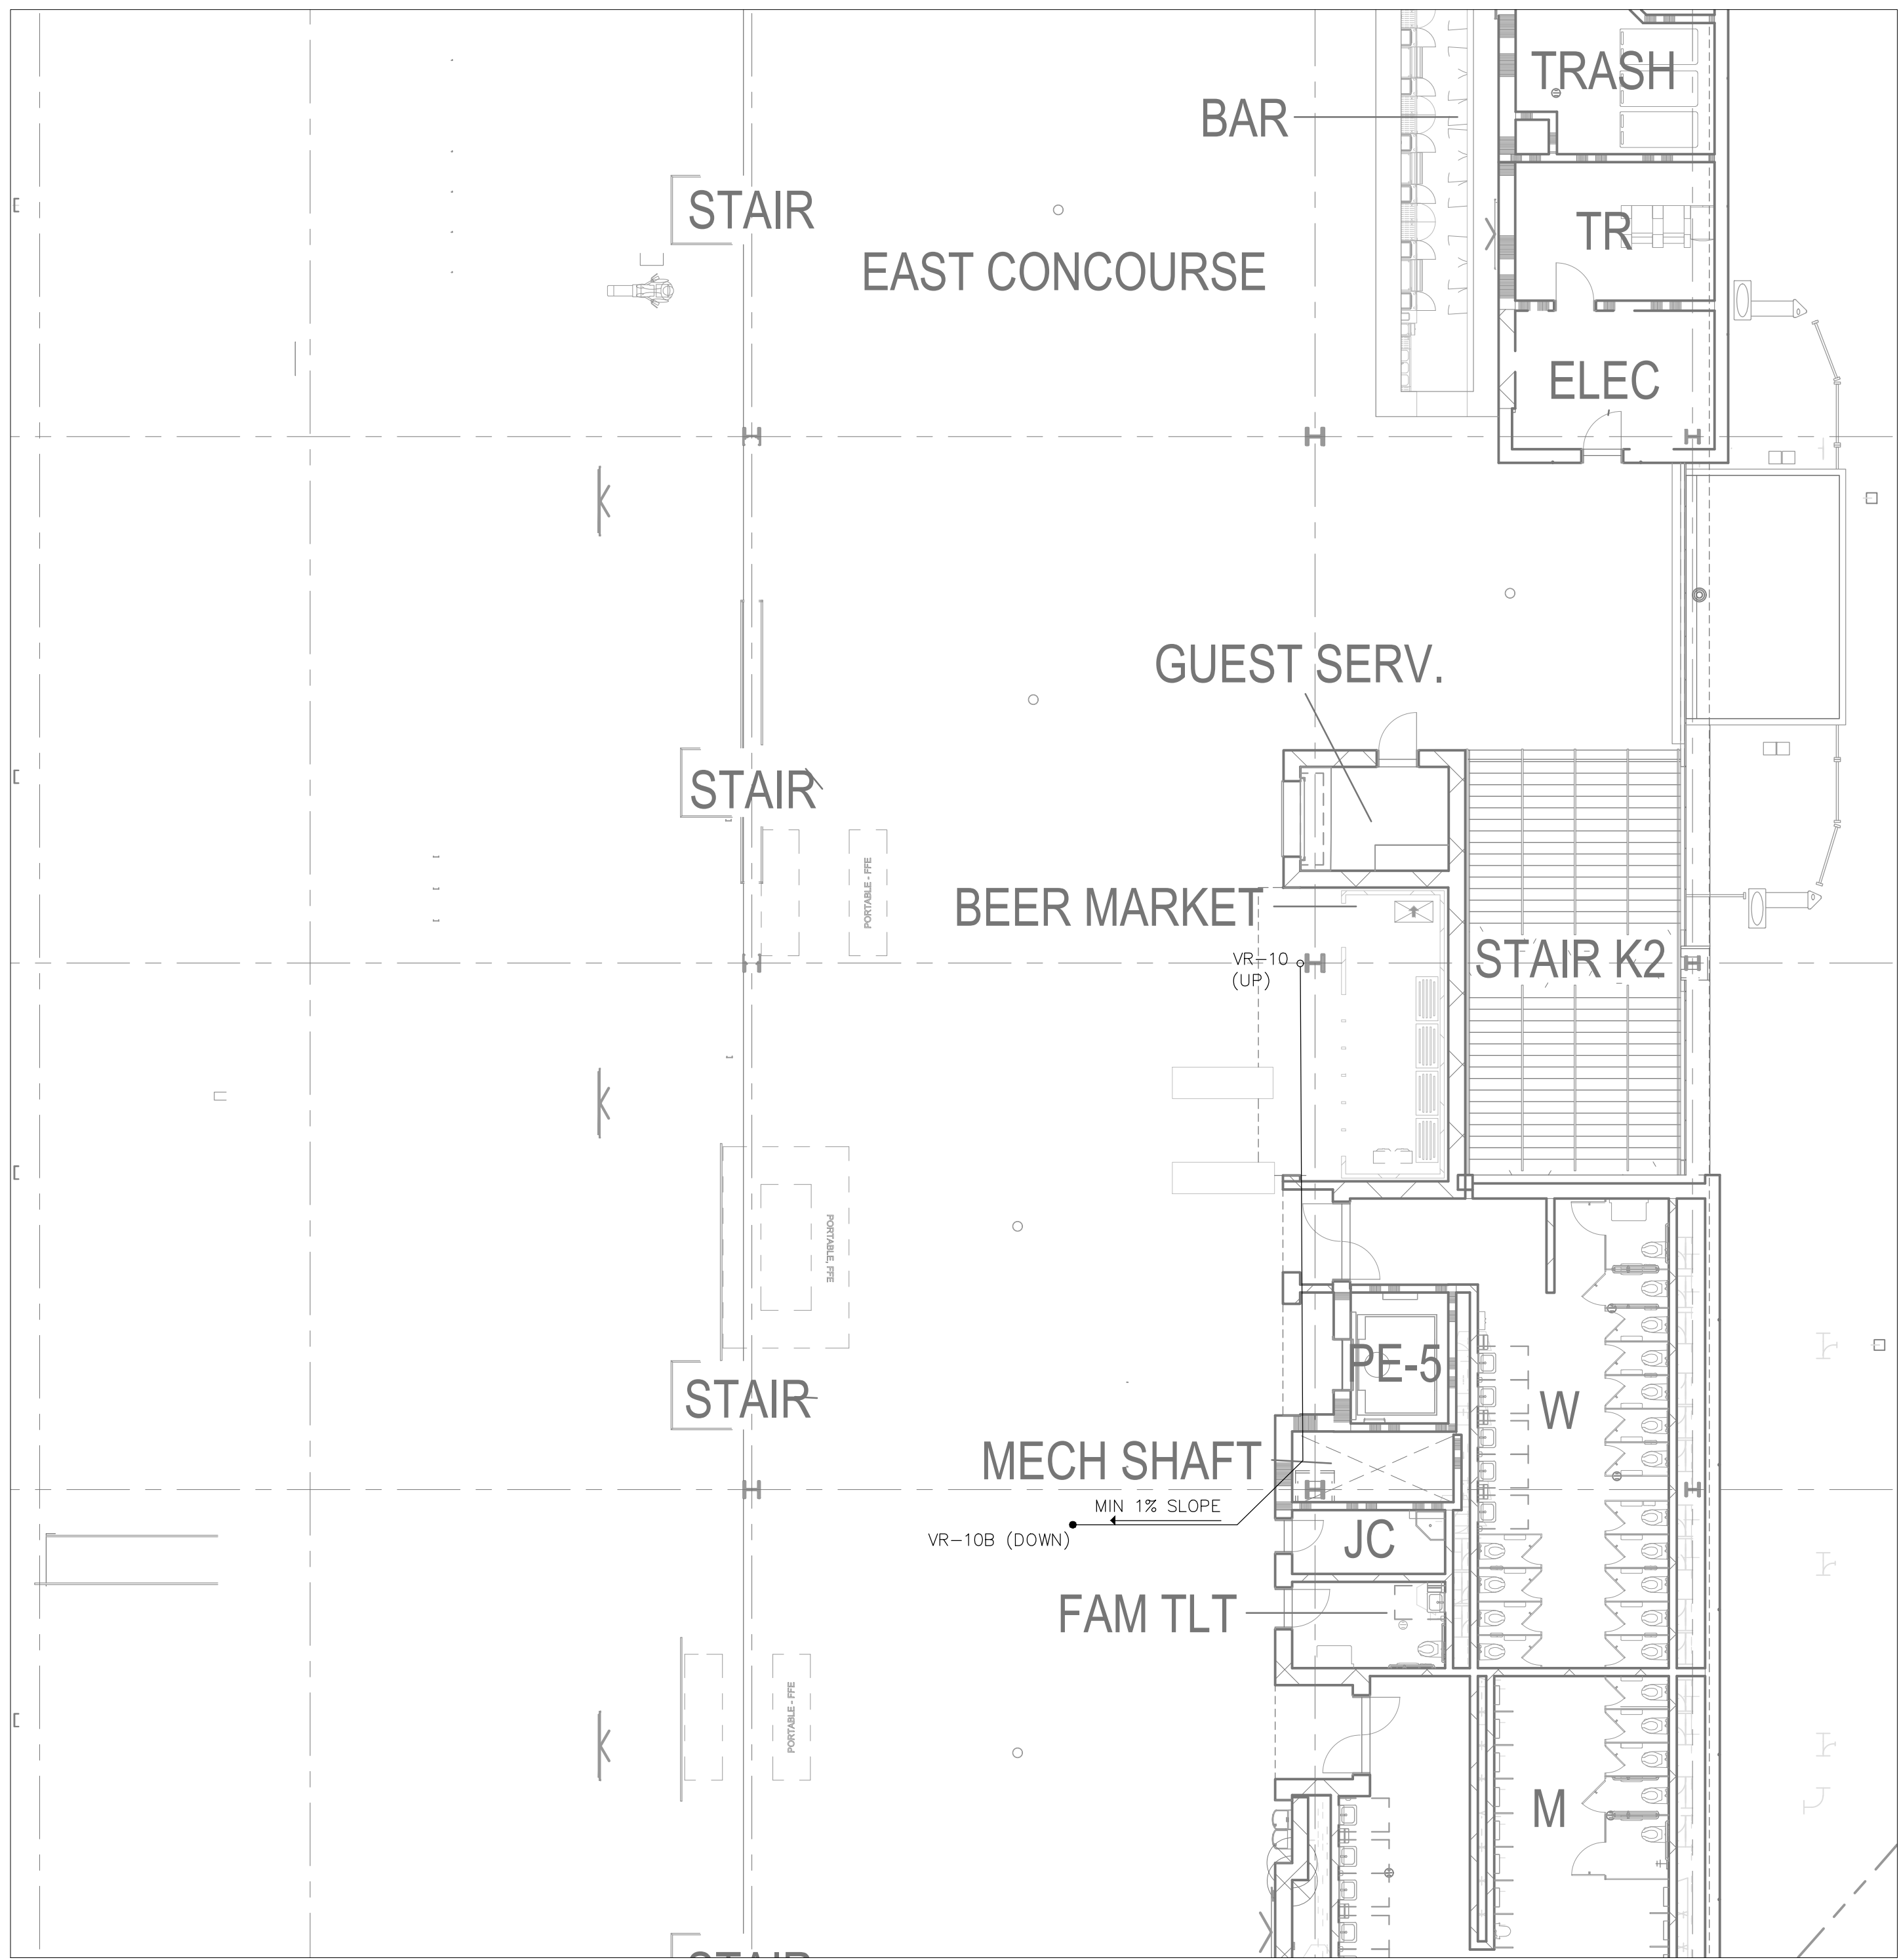 TRASH
BAR
STAIR
TR
EAST CONCOURSE
ELEC
GUEST SERV.
STAIR
PORTABLE - FFE
BEER MARKET
STAIR K2
VR-10
(UP)
PORTABLE, FFE
PE-5
STAIR
W
MECH SHAFT
MIN 1% SLOPE
VR-10B (DOWN)
JC
FAM TLT
PORTABLE - FFE
M
STAIR